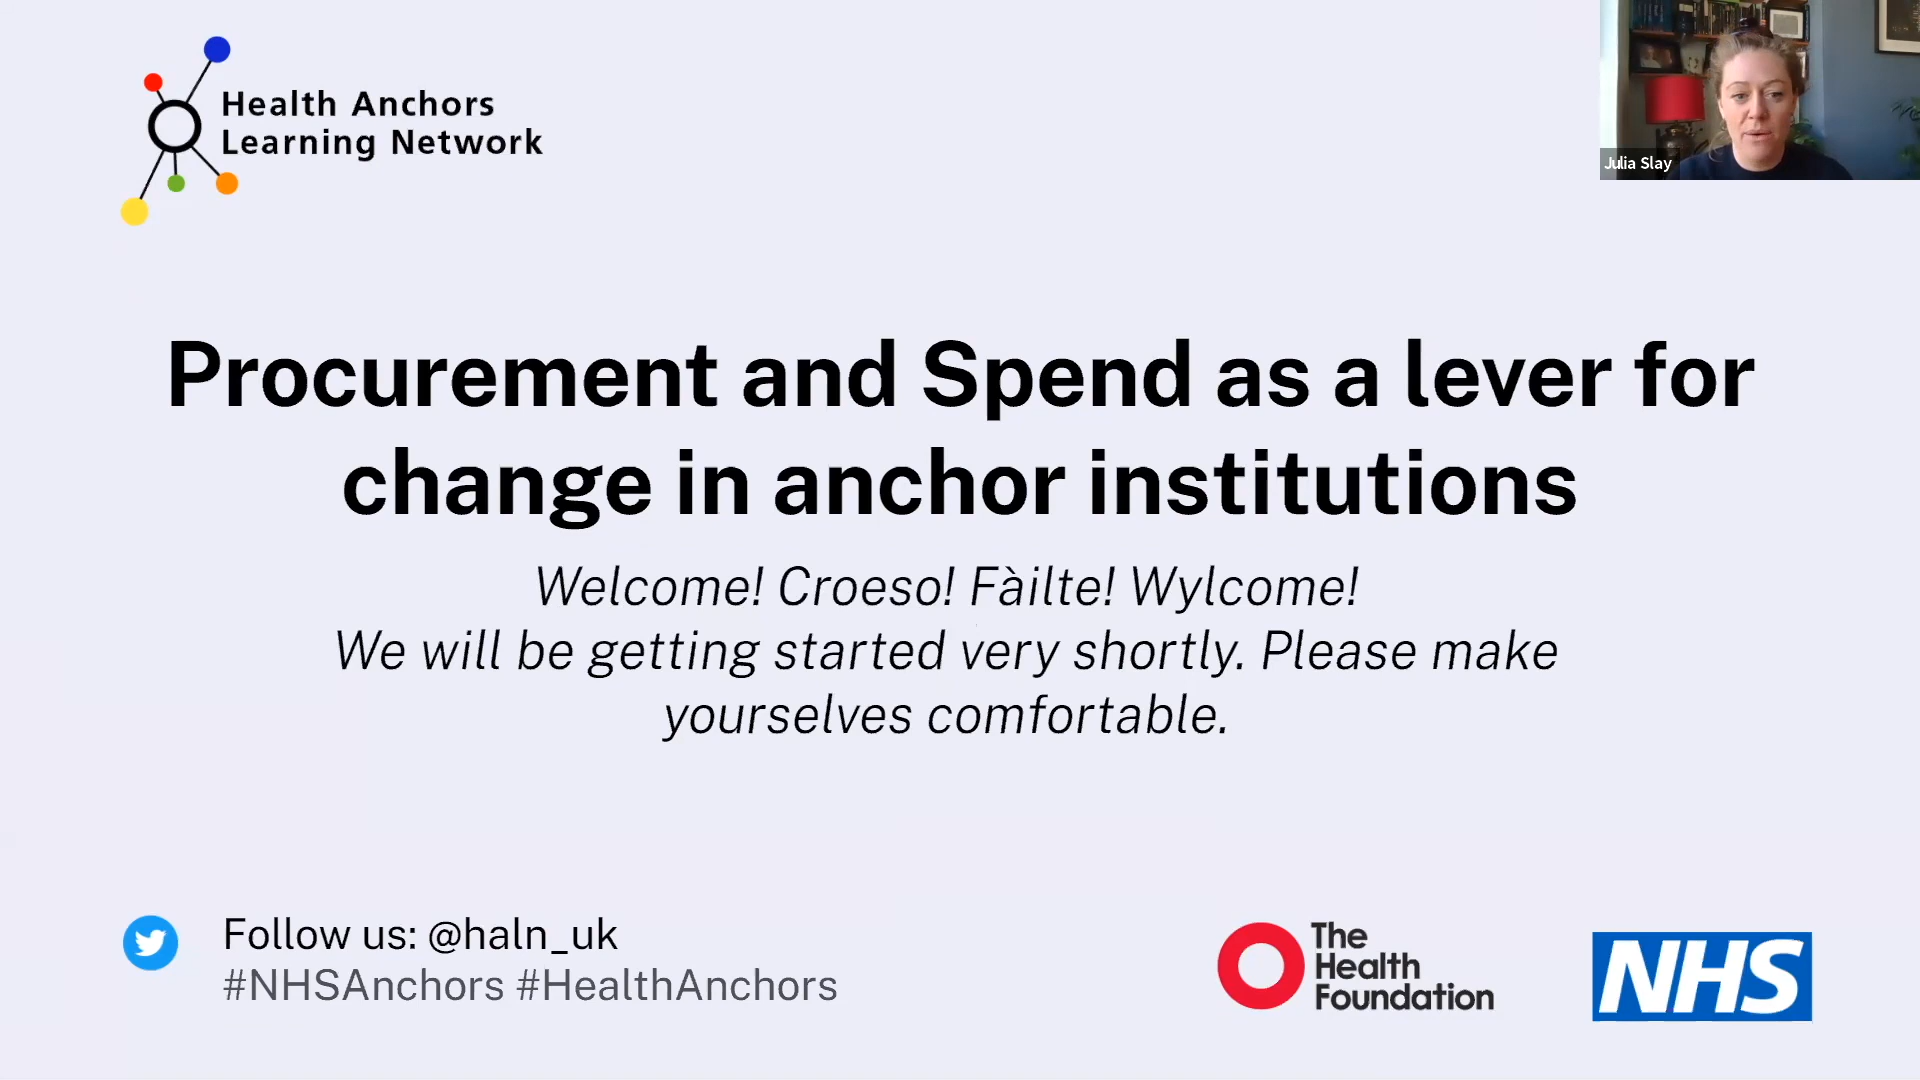 Health Anchors
Learning Network
Julia Slay
Procurement and Spend as a lever for
change in anchor institutions
Welcome! Croeso! Fàilte! Wylcome!
We will be getting started very shortly. Please make
yourselves comfortable.
Follow us: @haln_uk
#NHSAnchors #HealthAnchors
The
Health
Foundation
NHS